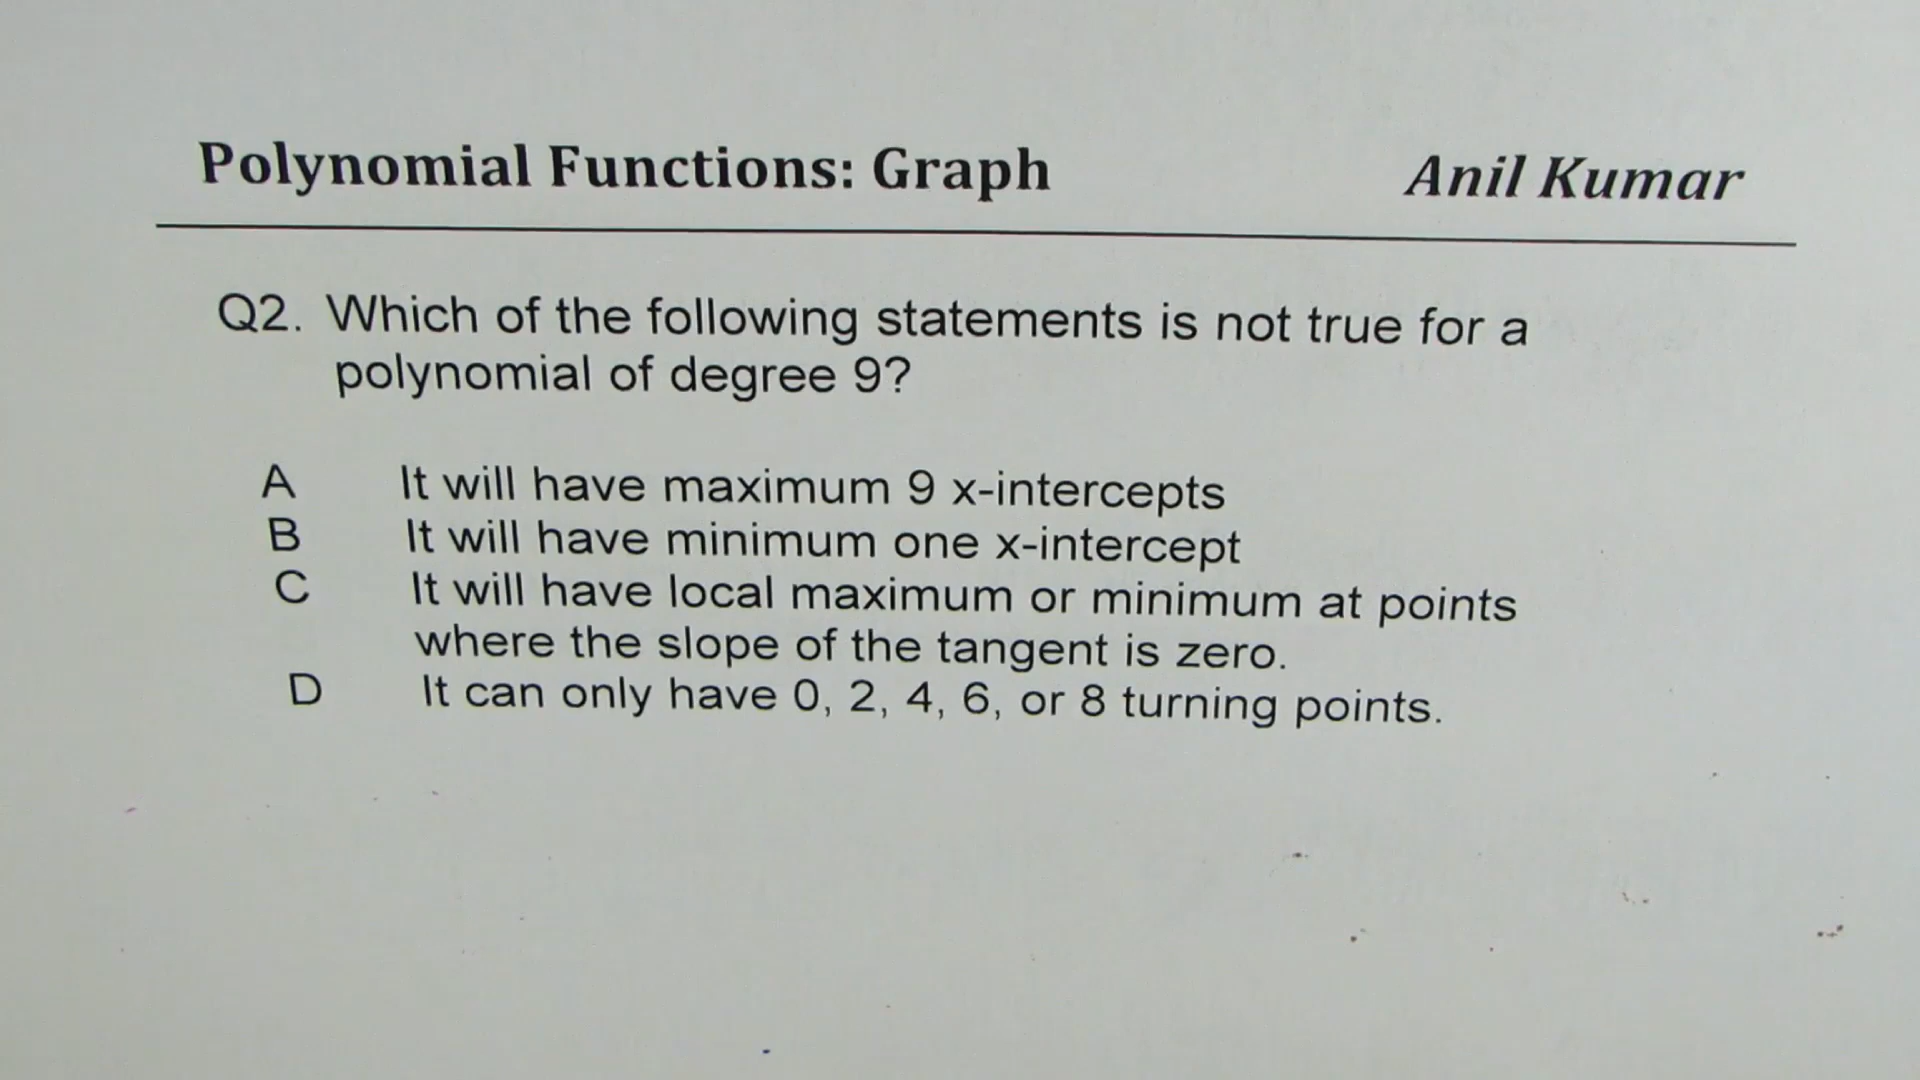 Polynomial Functions: Graph Anil Kumar
Q2. Which of the following statements is not true for a
polynomial of degree 9?
A It will have maximum 9 x-intercepts
B It will have minimum one x-intercept
C It will have local maximum or minimum at points
where the slope of the tangent is zero.
D It can only have 0, 2, 4, 6, or 8 turning points.